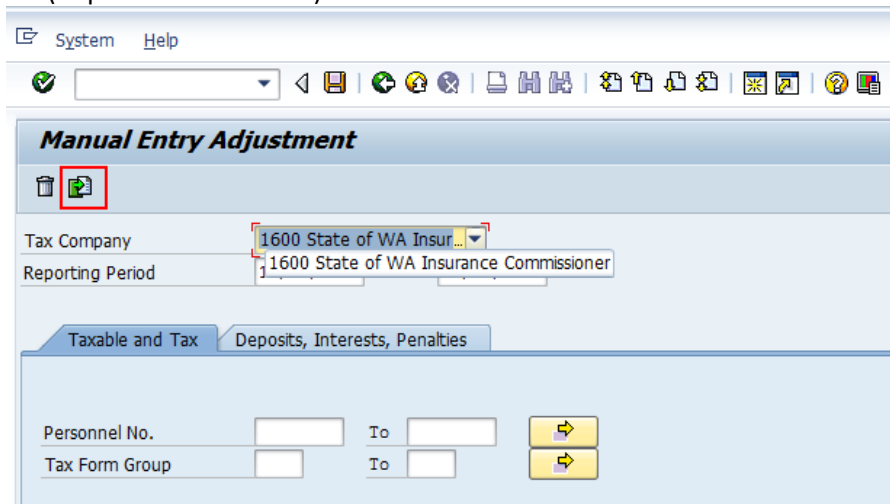 System Help
Manual Entry Adjustment
Tax Company 1600 State of WA Insur...
1600 State of WA Insurance Commissioner
Reporting Period
Taxable and Tax Deposits, Interests, Penalties
Personnel No. To
Tax Form Group To